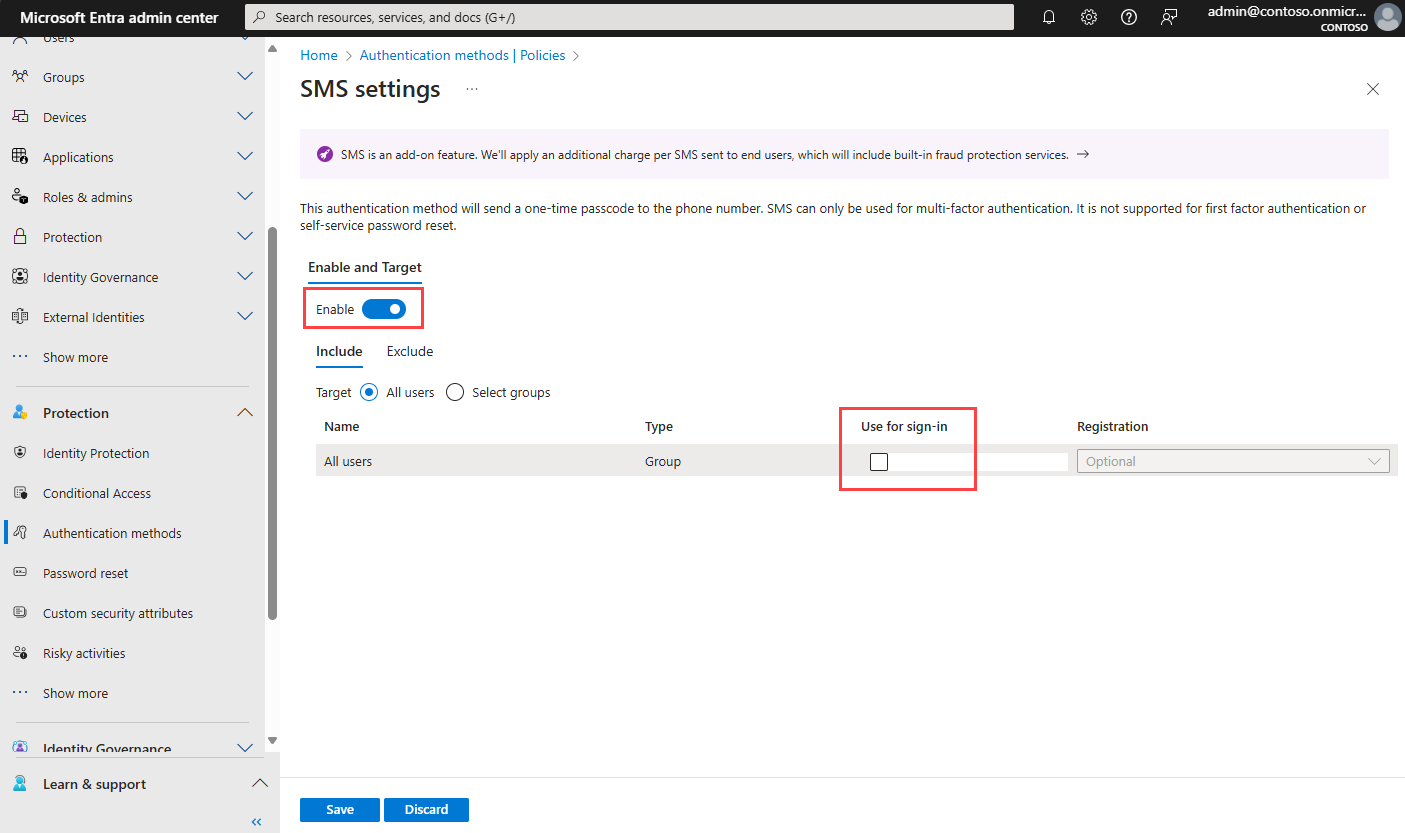 Microsoft Entra admin center
Search resources, services, and docs (G+/)
admin@contoso.onmicr...
CONTOSO
Users
Groups
Devices
Applications
Roles & admins
Protection
Identity Governance
External Identities
Show more
Protection
Identity Protection
Conditional Access
Authentication methods
Password reset
Custom security attributes
Risky activities
Show more
Identity Governance
Learn & support
Home > Authentication methods | Policies >
SMS settings ...
SMS is an add-on feature. We'll apply an additional charge per SMS sent to end users, which will include built-in fraud protection services. →
This authentication method will send a one-time passcode to the phone number. SMS can only be used for multi-factor authentication. It is not supported for first factor authentication or
self-service password reset.
Enable and Target
Enable
Include Exclude
Target All users Select groups
Name Type Use for sign-in Registration
All users Group Optional
Save Discard